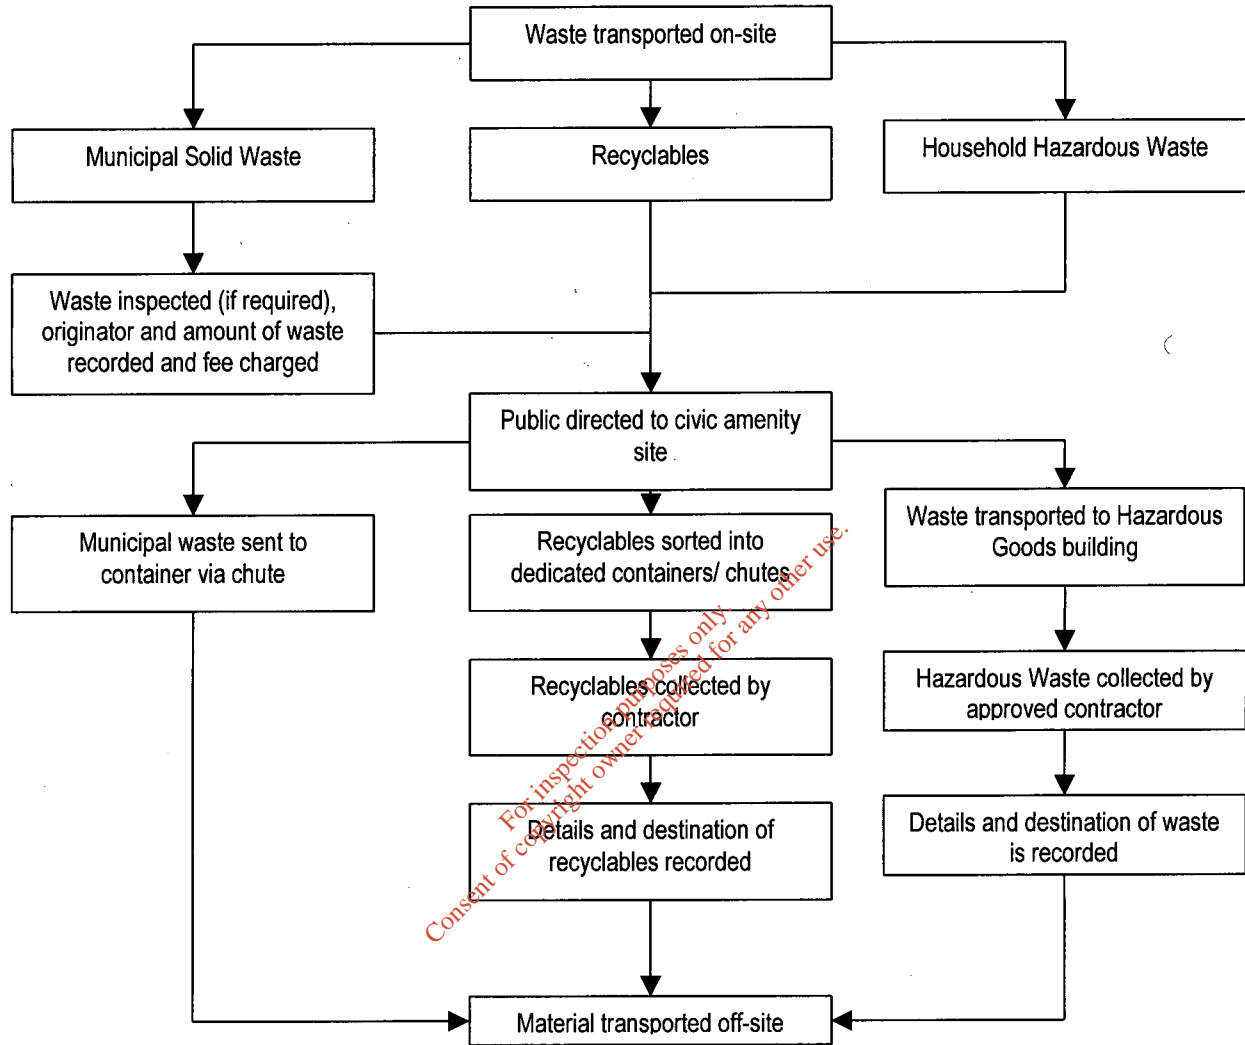 Waste transported on-site
Municipal Solid Waste
Recyclables
Household Hazardous Waste
Waste inspected (if required),
originator and amount of waste
recorded and fee charged
Public directed to civic amenity
site
Municipal waste sent to
container via chute
Recyclables sorted into
dedicated containers/ chutes
Waste transported to Hazardous
Goods building
Recyclables collected by
contractor
Hazardous Waste collected by
approved contractor
Details and destination of
recyclables recorded
Details and destination of waste
is recorded
Material transported off-site
For inspection purposes only.
Consent of copyright owner required for any other use.